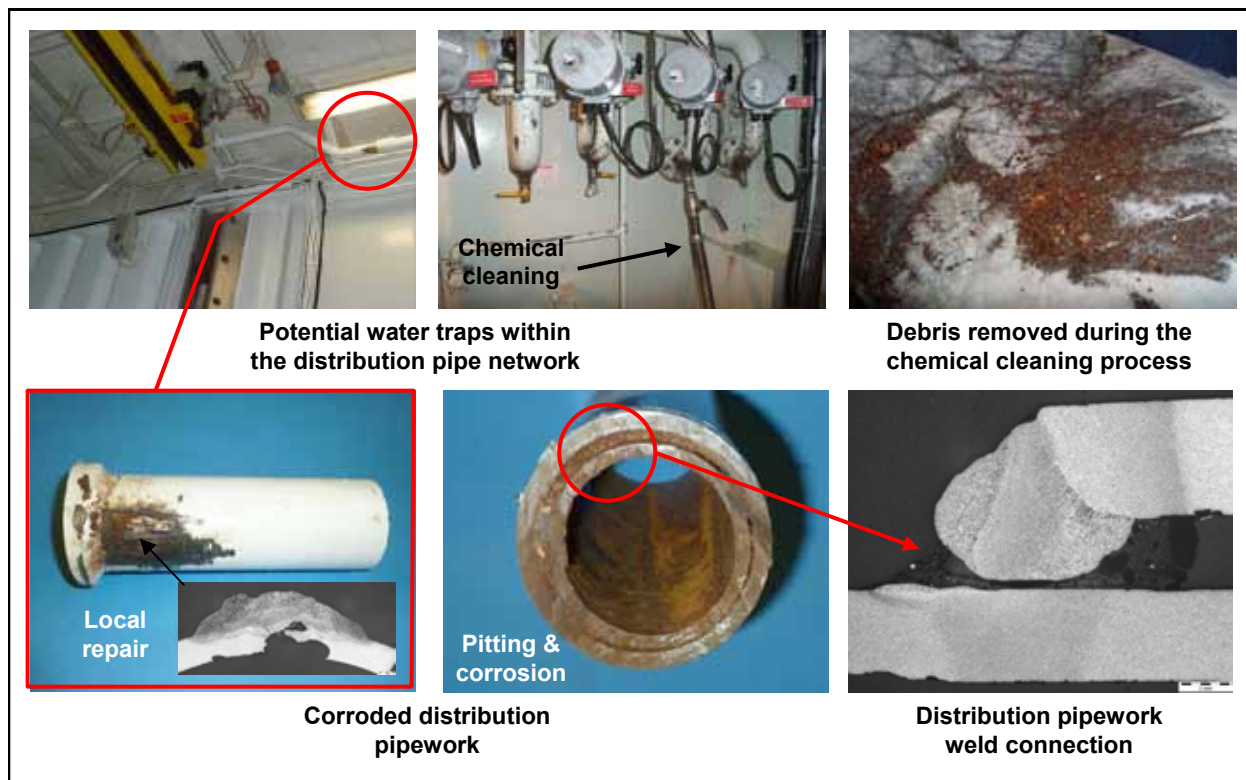 Chemical
cleaning
Potential water traps within
the distribution pipe network
Debris removed during the
chemical cleaning process
Local
repair
Pitting &
corrosion
Corroded distribution
pipework
Distribution pipework
weld connection